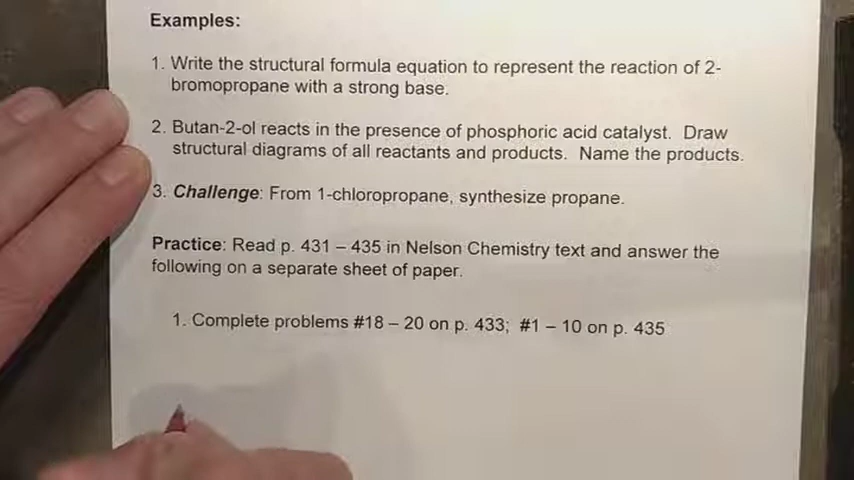 Examples:
1. Write the structural formula equation to represent the reaction of 2-
bromopropane with a strong base.
2. Butan-2-ol reacts in the presence of phosphoric acid catalyst. Draw
structural diagrams of all reactants and products. Name the products.
3. Challenge: From 1-chloropropane, synthesize propane.
Practice: Read p. 431 – 435 in Nelson Chemistry text and answer the
following on a separate sheet of paper.
1. Complete problems #18 – 20 on p. 433; #1 – 10 on p. 435